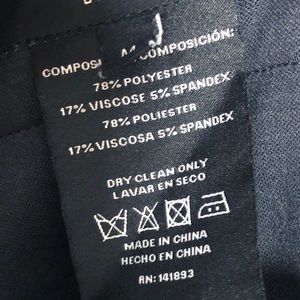 M
COMPOSICIÓN:
78% POLYESTER
17% VISCOSE 5% SPANDEX
78% POLIESTER
17% VISCOSA 5% SPANDEX
DRY CLEAN ONLY
LAVAR EN SECO
MADE IN CHINA
HECHO EN CHINA
RN: 141893